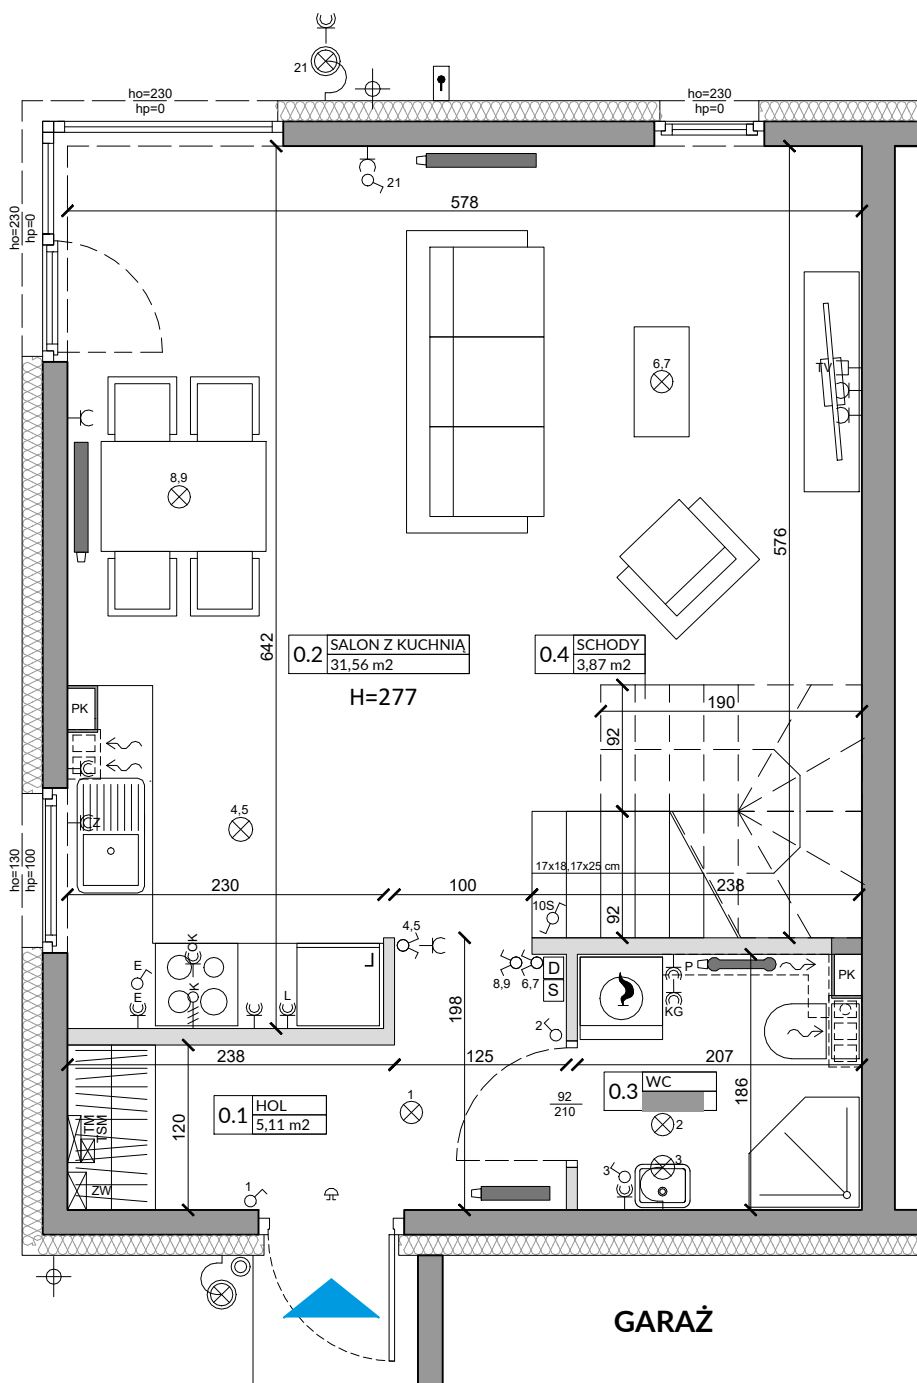 21
ho=230
hp=0
ho=230
hp=0
21
578
ho=230
hp=0
6,7
TV
8,9
576
642
0.2
SALON Z KUCHNIĄ
31,56 m2
0.4
SCHODY
3,87 m2
H=277
PK
190
92
4,5
Z
ho=130
hp=100
17x18,17x25 cm
230
100
238
10S
92
4,5
K
E
E
K
L
8,9
6,7
D
S
P
PK
KG
198
2
238
125
207
186
92
210
0.3
WC
1
0.1
HOL
5,11 m2
120
TM
TSM
ZW
2
3
3
1
GARAŻ